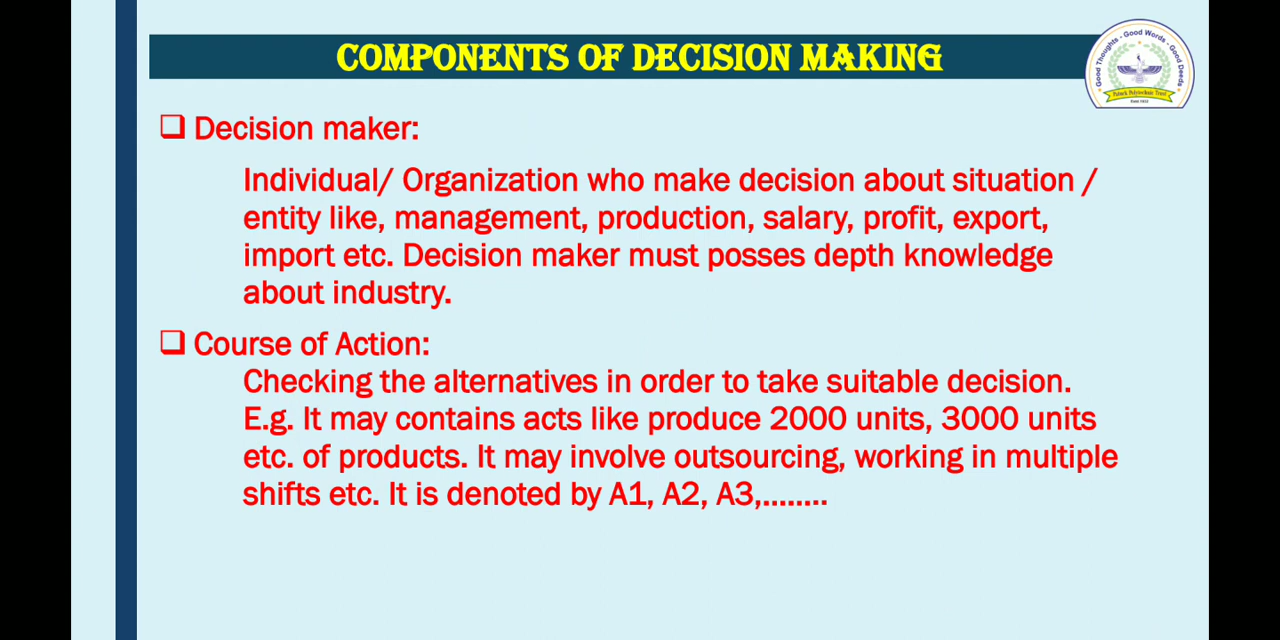 COMPONENTS OF DECISION MAKING
Good Thoughts - Good Words - Good Deeds
Estd 1952
Decision maker:
Individual/ Organization who make decision about situation /
entity like, management, production, salary, profit, export,
import etc. Decision maker must posses depth knowledge
about industry.
Course of Action:
Checking the alternatives in order to take suitable decision.
E.g. It may contains acts like produce 2000 units, 3000 units
etc. of products. It may involve outsourcing, working in multiple
shifts etc. It is denoted by A1, A2, A3,........